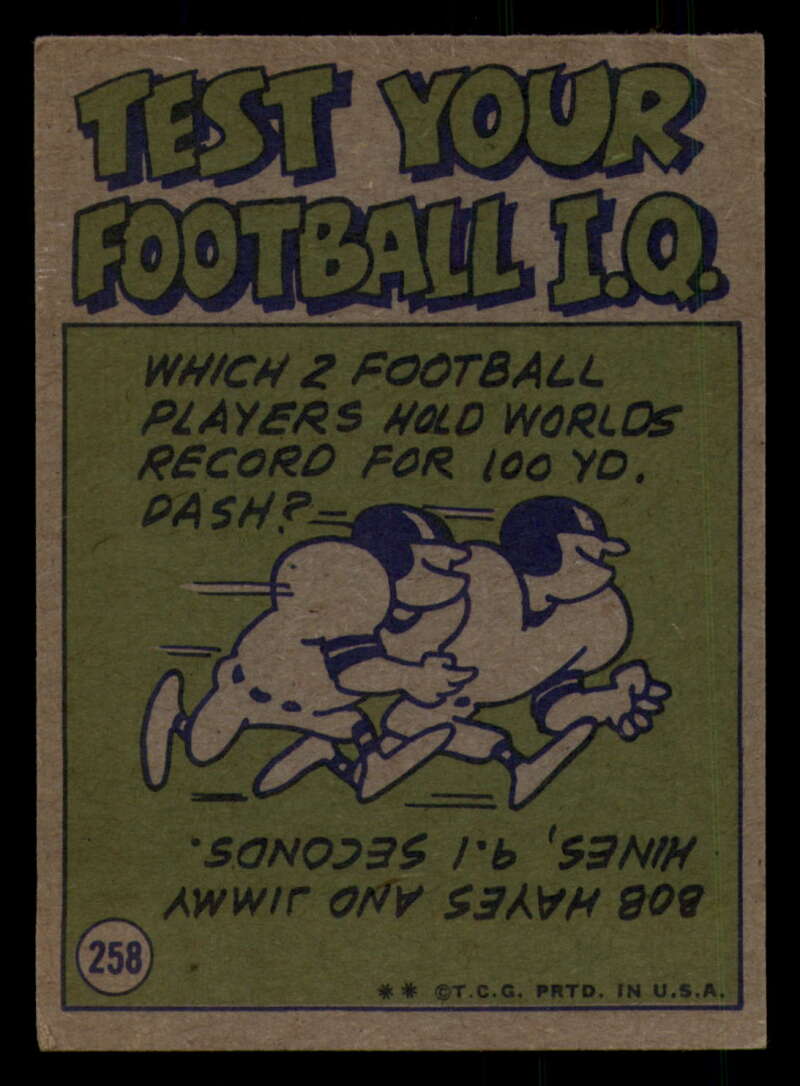 TEST YOUR
FOOTBALL I.Q.
WHICH 2 FOOTBALL
PLAYERS HOLD WORLDS
RECORD FOR 100 YD.
DASH?
BOB HAYES AND JIMMY
HINES, 9.1 SECONDS.
258
** ©T.C.G. PRTD. IN U.S.A.